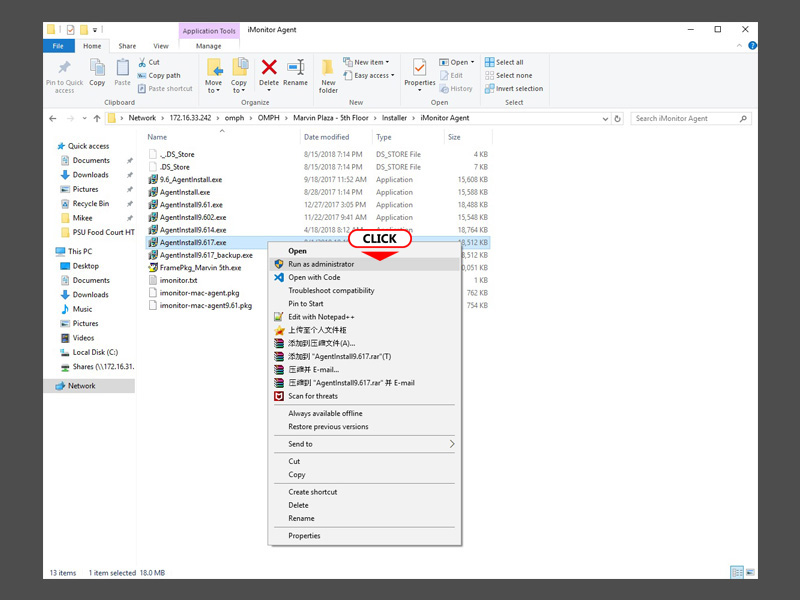 Application Tools
iMonitor Agent
File
Home
Share
View
Manage
Pin to Quick access
Copy
Paste
Cut
Copy path
Paste shortcut
Clipboard
Move to
Copy to
Delete
Rename
Organize
New folder
New item
Easy access
New
Properties
Open
Edit
History
Open
Select all
Select none
Invert selection
Select
Network > 172.16.33.242 > omph > OMPH > Marvin Plaza - 5th Floor > Installer > iMonitor Agent
Search iMonitor Agent
Name Date modified Type Size
Quick access
Documents
Downloads
Pictures
Recycle Bin
Mikee
PSU Food Court HT
This PC
Desktop
Documents
Downloads
Music
Pictures
Videos
Local Disk (C:)
Shares (\\172.16.31.
Network
._.DS_Store 8/15/2018 7:14 PM DS_STORE File 4 KB
.DS_Store 8/15/2018 7:14 PM DS_STORE File 7 KB
9.6_AgentInstall.exe 9/18/2017 11:52 AM Application 15,608 KB
AgentInstall.exe 8/28/2017 1:14 PM Application 15,588 KB
AgentInstall9.61.exe 12/27/2017 3:05 PM Application 18,488 KB
AgentInstall9.602.exe 11/22/2017 9:41 AM Application 15,548 KB
AgentInstall9.614.exe 4/18/2018 8:12 Application 18,764 KB
AgentInstall9.617.exe 18,512 KB
AgentInstall9.617_backup.exe 8,512 KB
FramePkg_Marvin 5th.exe 0,051 KB
imonitor.txt 1 KB
imonitor-mac-agent.pkg 762 KB
imonitor-mac-agent9.61.pkg 754 KB
CLICK
Open
Run as administrator
Open with Code
Troubleshoot compatibility
Pin to Start
Edit with Notepad++
上传至个人文件柜
添加到压缩文件(A)...
添加到 "AgentInstall9.617.rar"(T)
压缩并 E-mail...
压缩到 "AgentInstall9.617.rar" 并 E-mail
Scan for threats
Always available offline
Restore previous versions
Send to
Cut
Copy
Create shortcut
Delete
Rename
Properties
13 items 1 item selected 18.0 MB